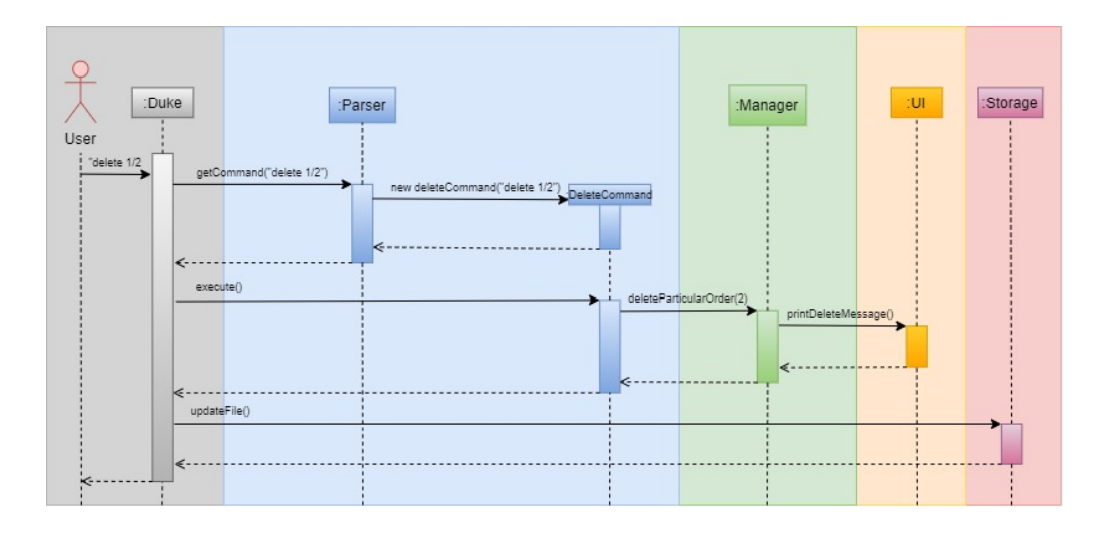 :Duke
:Parser
:Manager
:UI
:Storage
User
"delete 1/2
getCommand("delete 1/2")
new deleteCommand("delete 1/2")
:DeleteCommand
execute()
deleteParticularOrder(2)
printDeleteMessage()
updateFile()